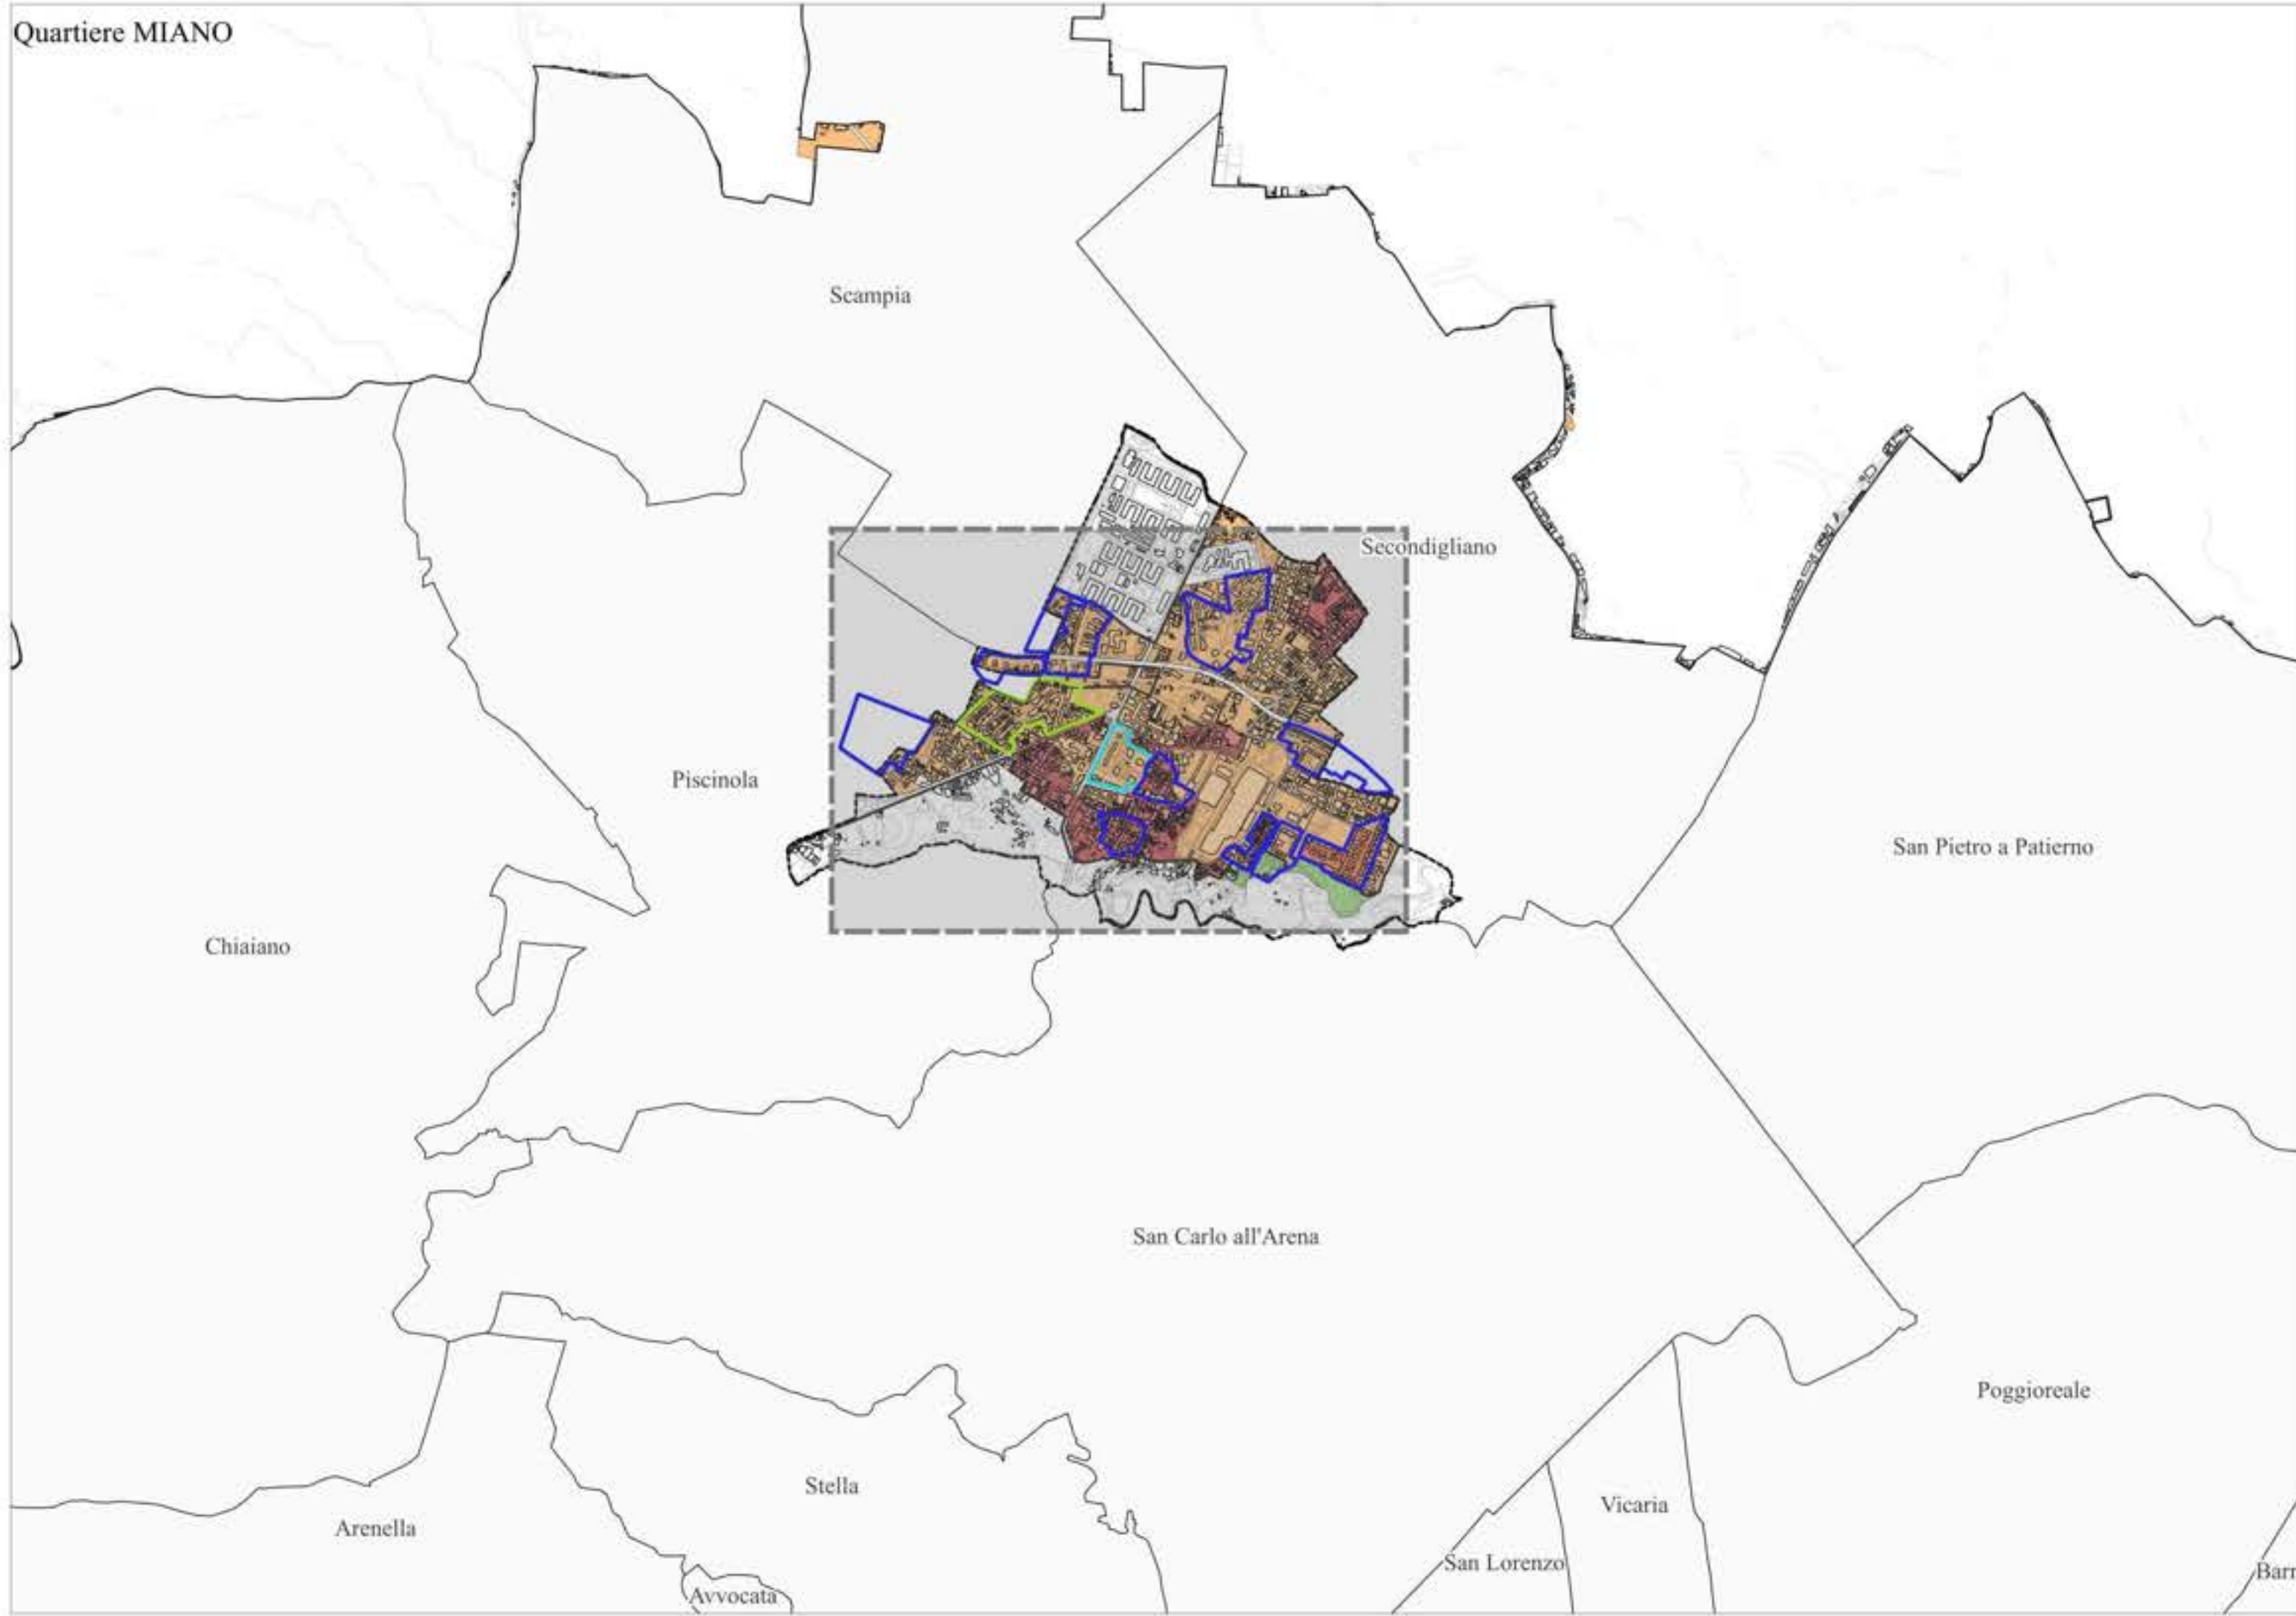 Quartiere MIANO
Scampia
Secondigliano
Piscinola
San Pietro a Patierno
Chiaiano
San Carlo all'Arena
Poggioreale
Stella
Vicaria
Arenella
San Lorenzo
Barr
Avvocata